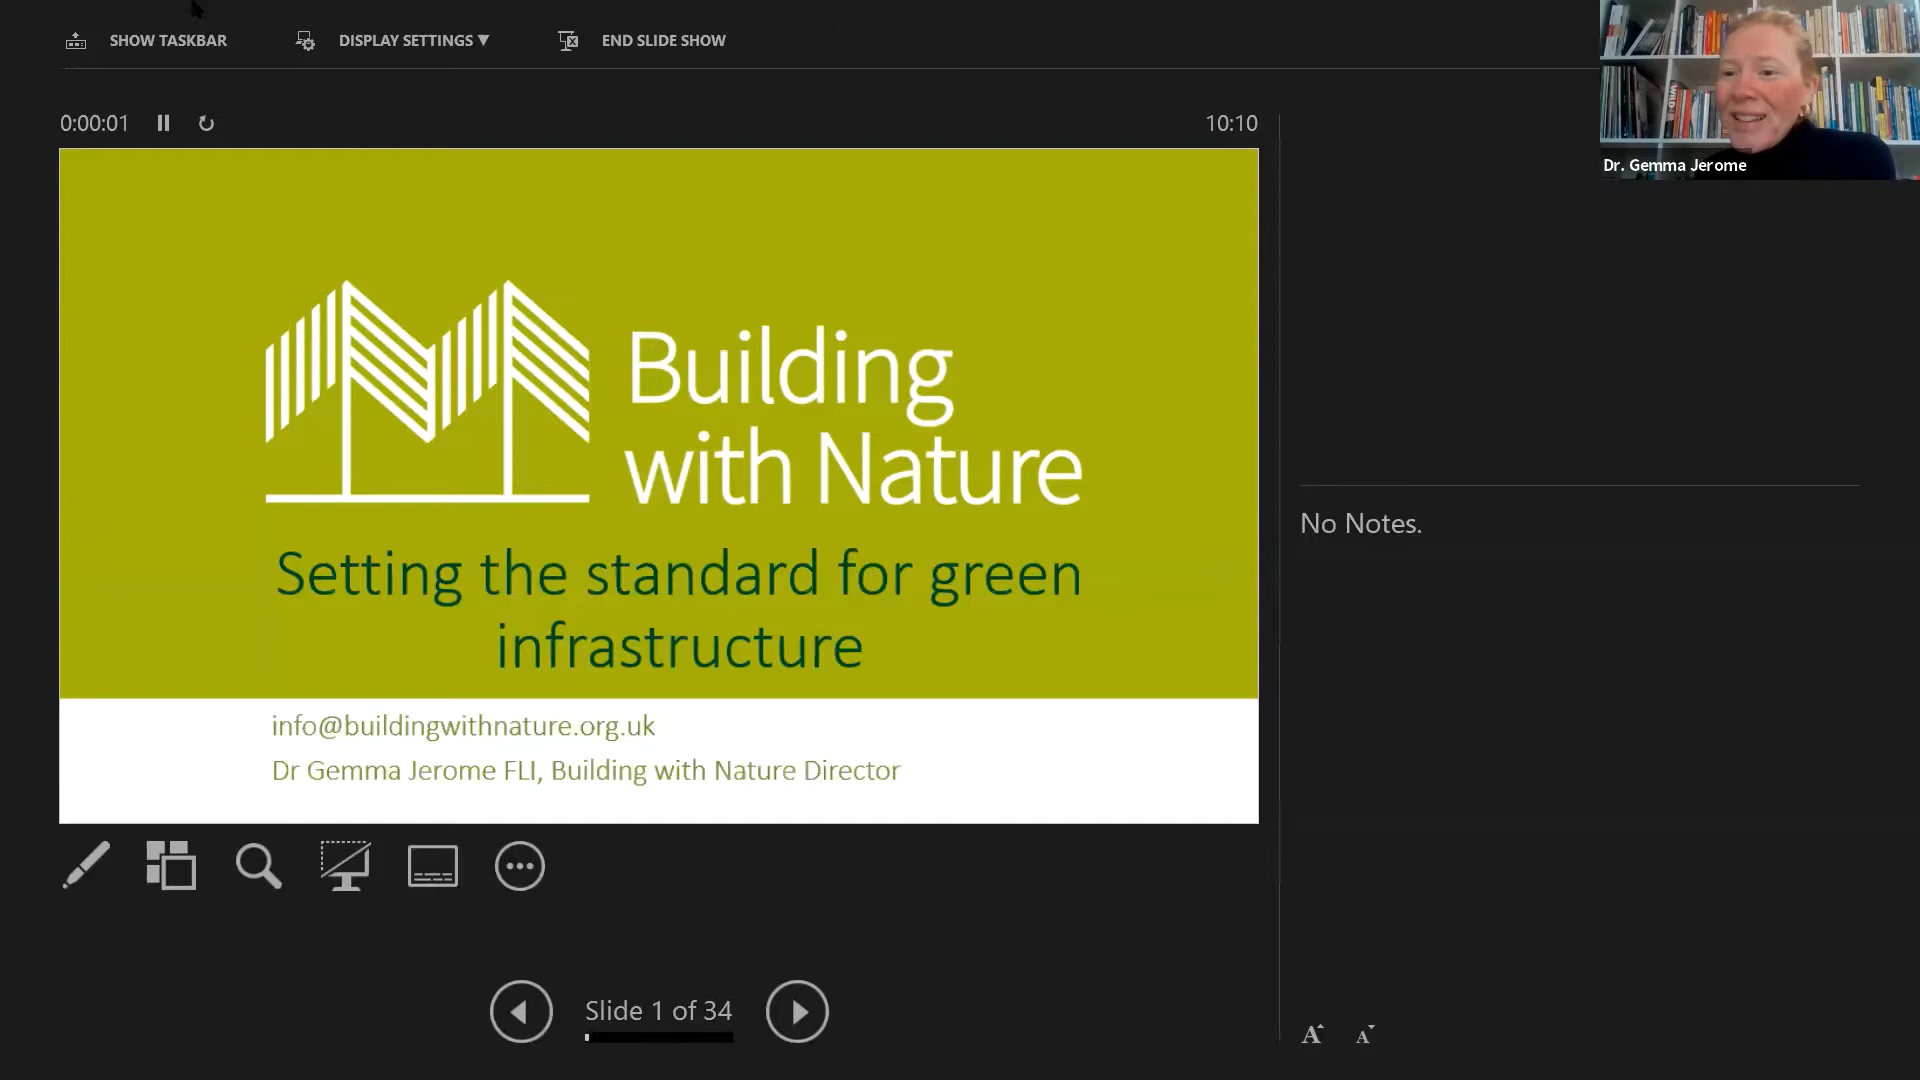 SHOW TASKBAR
DISPLAY SETTINGS ▼
END SLIDE SHOW
WILD
Dr. Gemma Jerome
0:00:01
10:10
Building
with Nature
Setting the standard for green
infrastructure
info@buildingwithnature.org.uk
Dr Gemma Jerome FLI, Building with Nature Director
No Notes.
Slide 1 of 34
A A